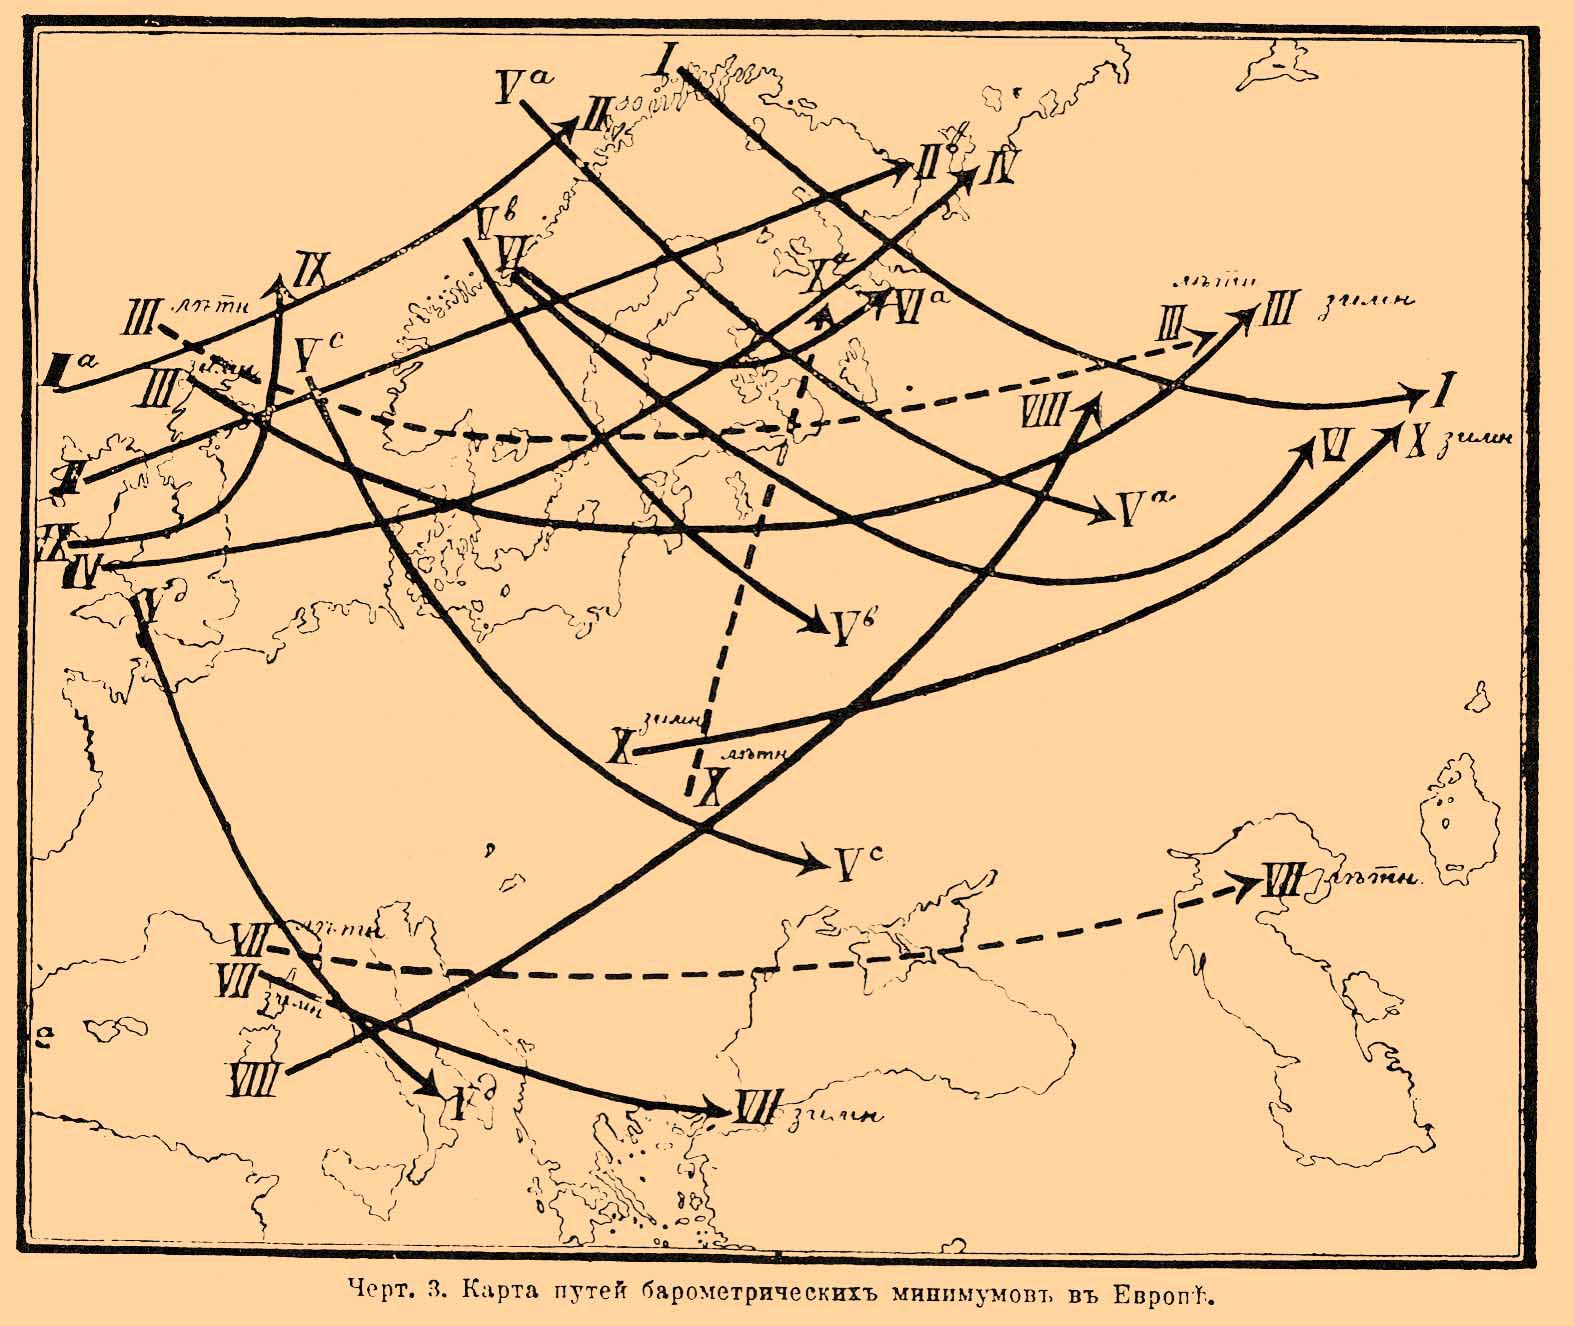 I
V а
II
II в
IV
V в
VI
IX
X а
VI а
III лѣтн
лѣтн
III
III зимн
V с
I а
III зимн
VIII
I
VI
X зимн
II
V а
IX
IV
V д
V в
X зимн
лѣтн
X
V с
VII лѣтн.
VII лѣтн
VII зимн
VIII
V д
VII зимн
Черт. 3. Карта путей барометрическихъ минимумовъ въ Европѣ.